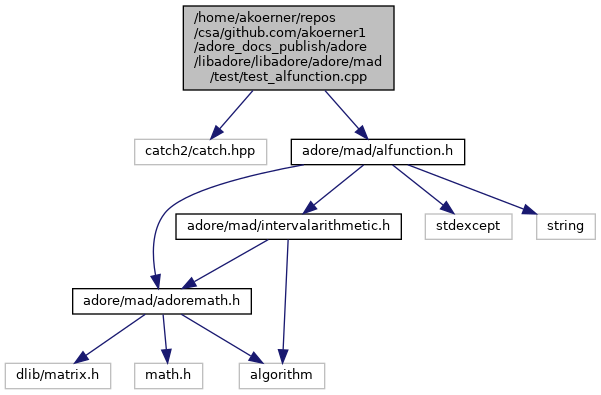 /home/akoerner/repos
/csa/github.com/akoerner1
/adore_docs_publish/adore
/libadore/libadore/adore/mad
/test/test_alfunction.cpp
catch2/catch.hpp
adore/mad/alfunction.h
adore/mad/intervalarithmetic.h
stdexcept
string
adore/mad/adoremath.h
dlib/matrix.h
math.h
algorithm